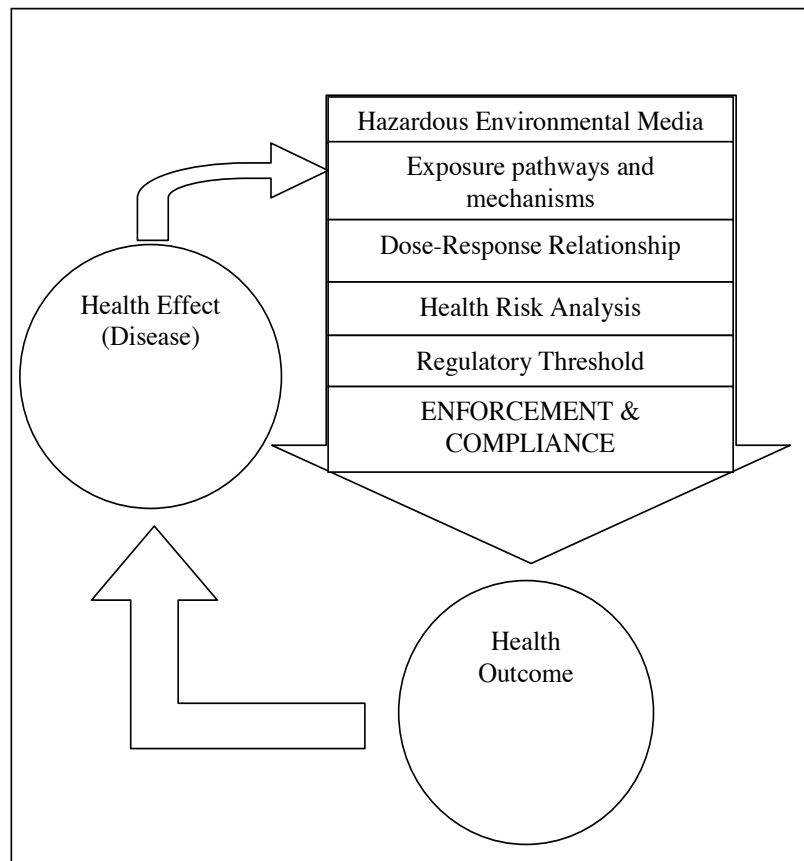 Hazardous Environmental Media
Exposure pathways and
mechanisms
Dose-Response Relationship
Health Risk Analysis
Regulatory Threshold
ENFORCEMENT &
COMPLIANCE
Health Effect
(Disease)
Health
Outcome